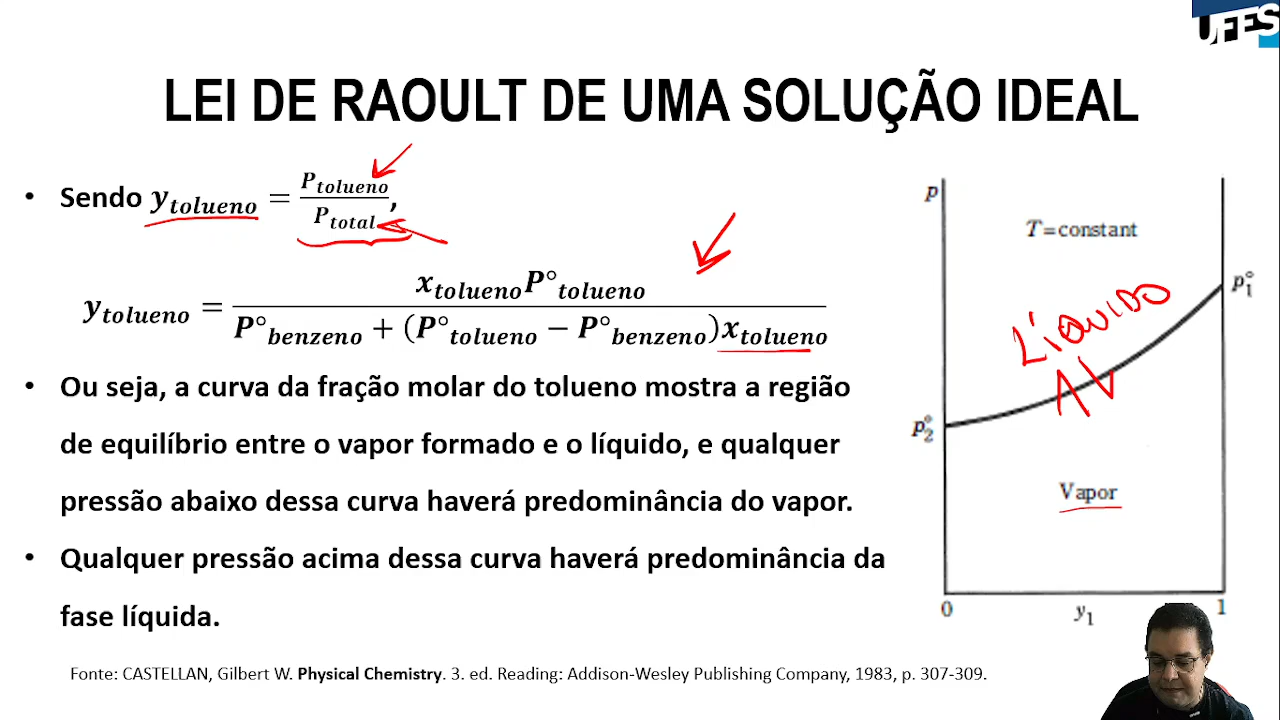 UFES
LEI DE RAOULT DE UMA SOLUÇÃO IDEAL
• Sendo y_tolueno = P_tolueno / P_total,
y_tolueno = x_tolueno P°_tolueno / P°_benzeno + (P°_tolueno − P°_benzeno) x_tolueno
• Ou seja, a curva da fração molar do tolueno mostra a região
de equilíbrio entre o vapor formado e o líquido, e qualquer
pressão abaixo dessa curva haverá predominância do vapor.
• Qualquer pressão acima dessa curva haverá predominância da
fase líquida.
Fonte: CASTELLAN, Gilbert W. Physical Chemistry. 3. ed. Reading: Addison-Wesley Publishing Company, 1983, p. 307-309.
p
T=constant
p₁°
LÍQUIDO
p₂°
Vapor
0
y₁
1